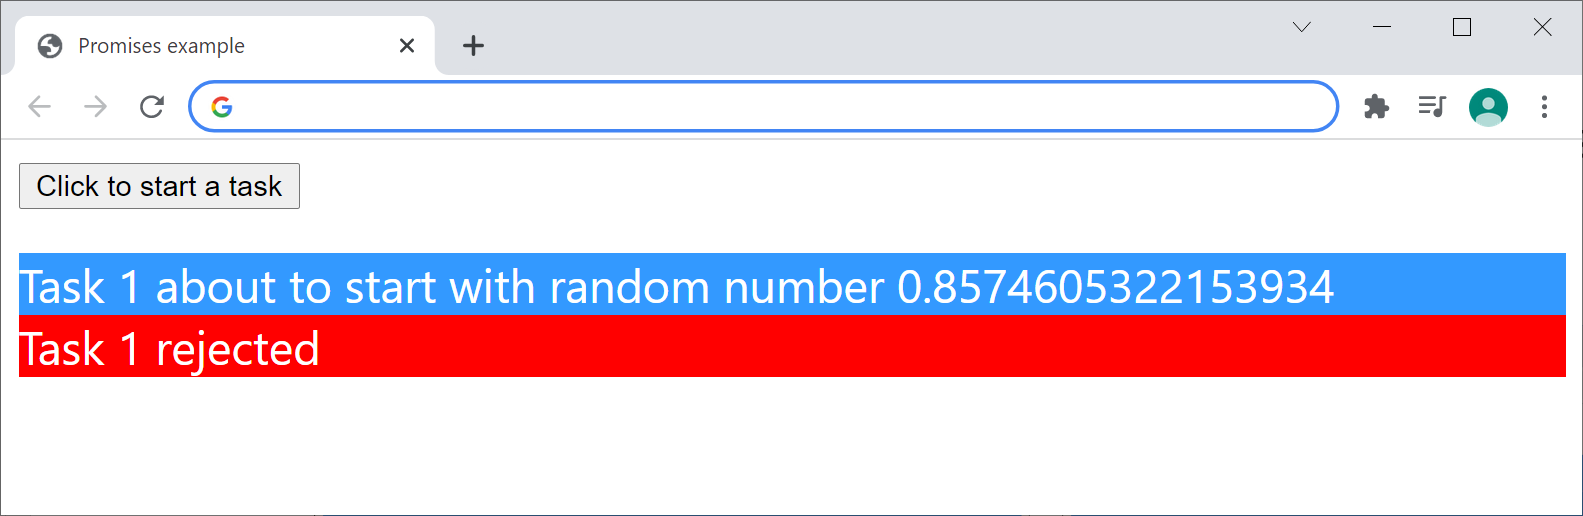 Promises example
Click to start a task
Task 1 about to start with random number 0.8574605322153934
Task 1 rejected